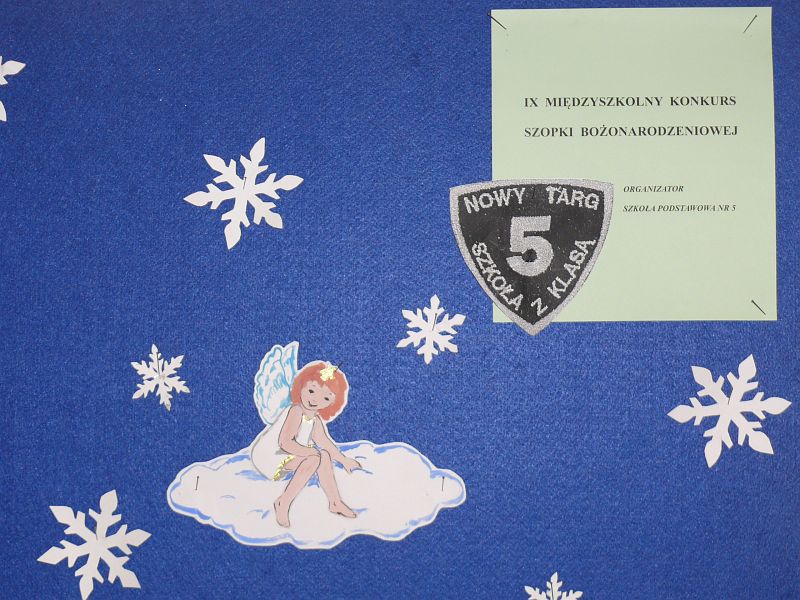 IX MIĘDZYSZKOLNY KONKURS
SZOPKI BOŻONARODZENIOWEJ
ORGANIZATOR
SZKOŁA PODSTAWOWA NR 5
NOWY TARG
5
SZKOŁA Z KLASĄ